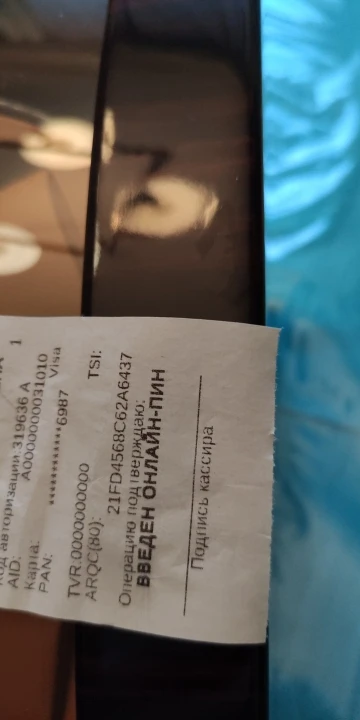 1
Код авторизации:319636 A
AID: A0000000031010
Карта: Visa
PAN: ************6987
TVR:0000000000 TSI:
ARQC(80):
21FD4568C62A6437
Операцию подтверждаю:
ВВЕДЕН ОНЛАЙН-ПИН
Подпись кассира